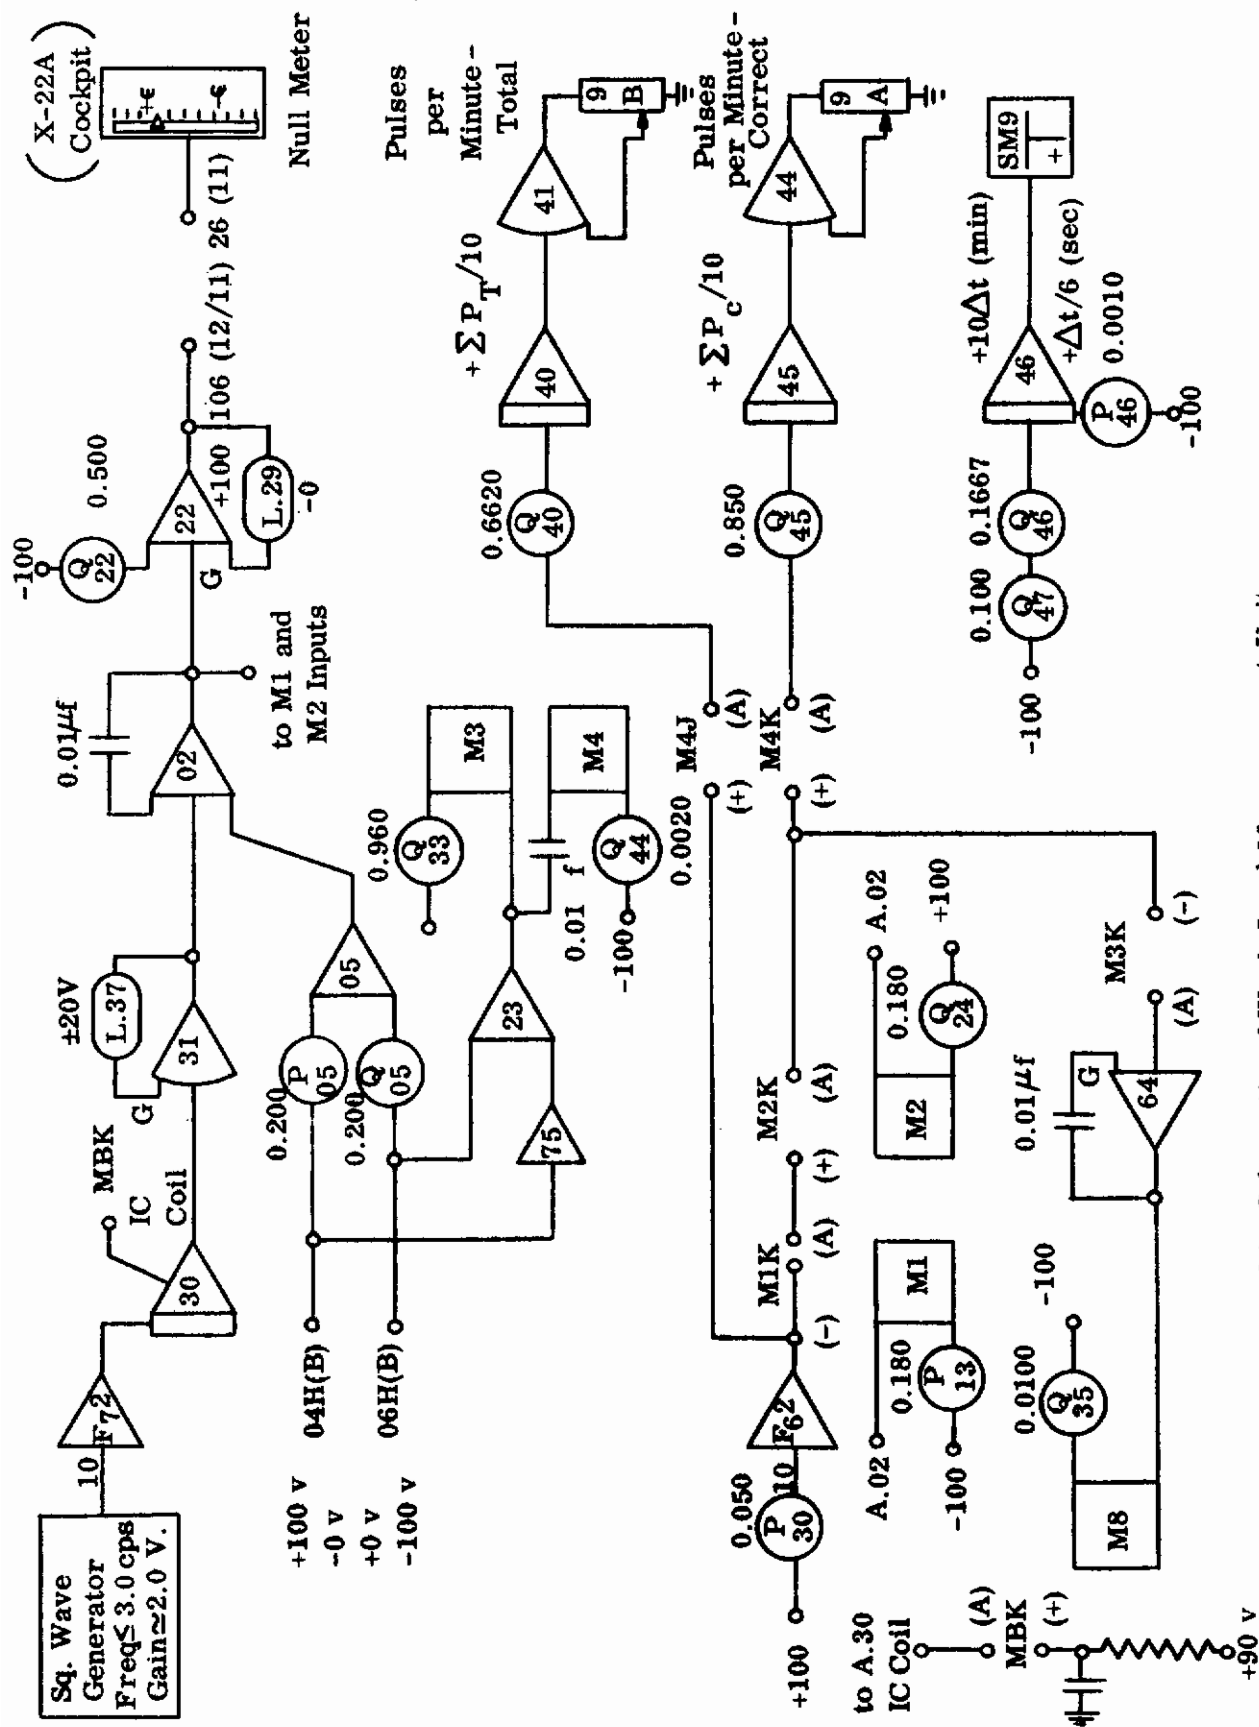 (X-22A
Cockpit)
+Є
-Є
Null Meter
-100
Q
22
0.500
22
G
+100
L.29
-0
106 (12/11)
26 (11)
0.01μf
02
to M1 and
M2 Inputs
±20V
L.37
G
31
MBK
IC
Coil
30
F72
10
Sq. Wave
Generator
Freq≤ 3.0 cps
Gain≃2.0 V.
+100 v
-0 v
+0 v
-100 v
04H(B)
06H(B)
0.200
P
05
0.200
Q
05
05
75
23
0.960
Q
33
M3
0.01 f
M4
Q
44
-100
0.0020
Pulses
per
Minute-
Total
9
B
41
+ΣP_T/10
40
0.6620
Q
40
Pulses
per Minute-
Correct
9
A
44
+ΣP_c/10
45
0.850
Q
45
M4J
(+)
(A)
M4K
(+)
(A)
+100
0.050
P
30
10
F62
(-)
M1K
(A)
(+)
M2K
(A)
A.02
0.180
P
13
-100
M1
M2
A.02
0.180
Q
24
+100
M3K
(A)
(-)
0.01μf
G
64
M8
0.0100
Q
35
-100
to A.30
IC Coil
(A)
MBK
(+)
+90 v
-100
0.100
Q
47
0.1667
Q
46
46
P
46
-100
0.0010
+10Δt (min)
+Δt/6 (sec)
SM9
+